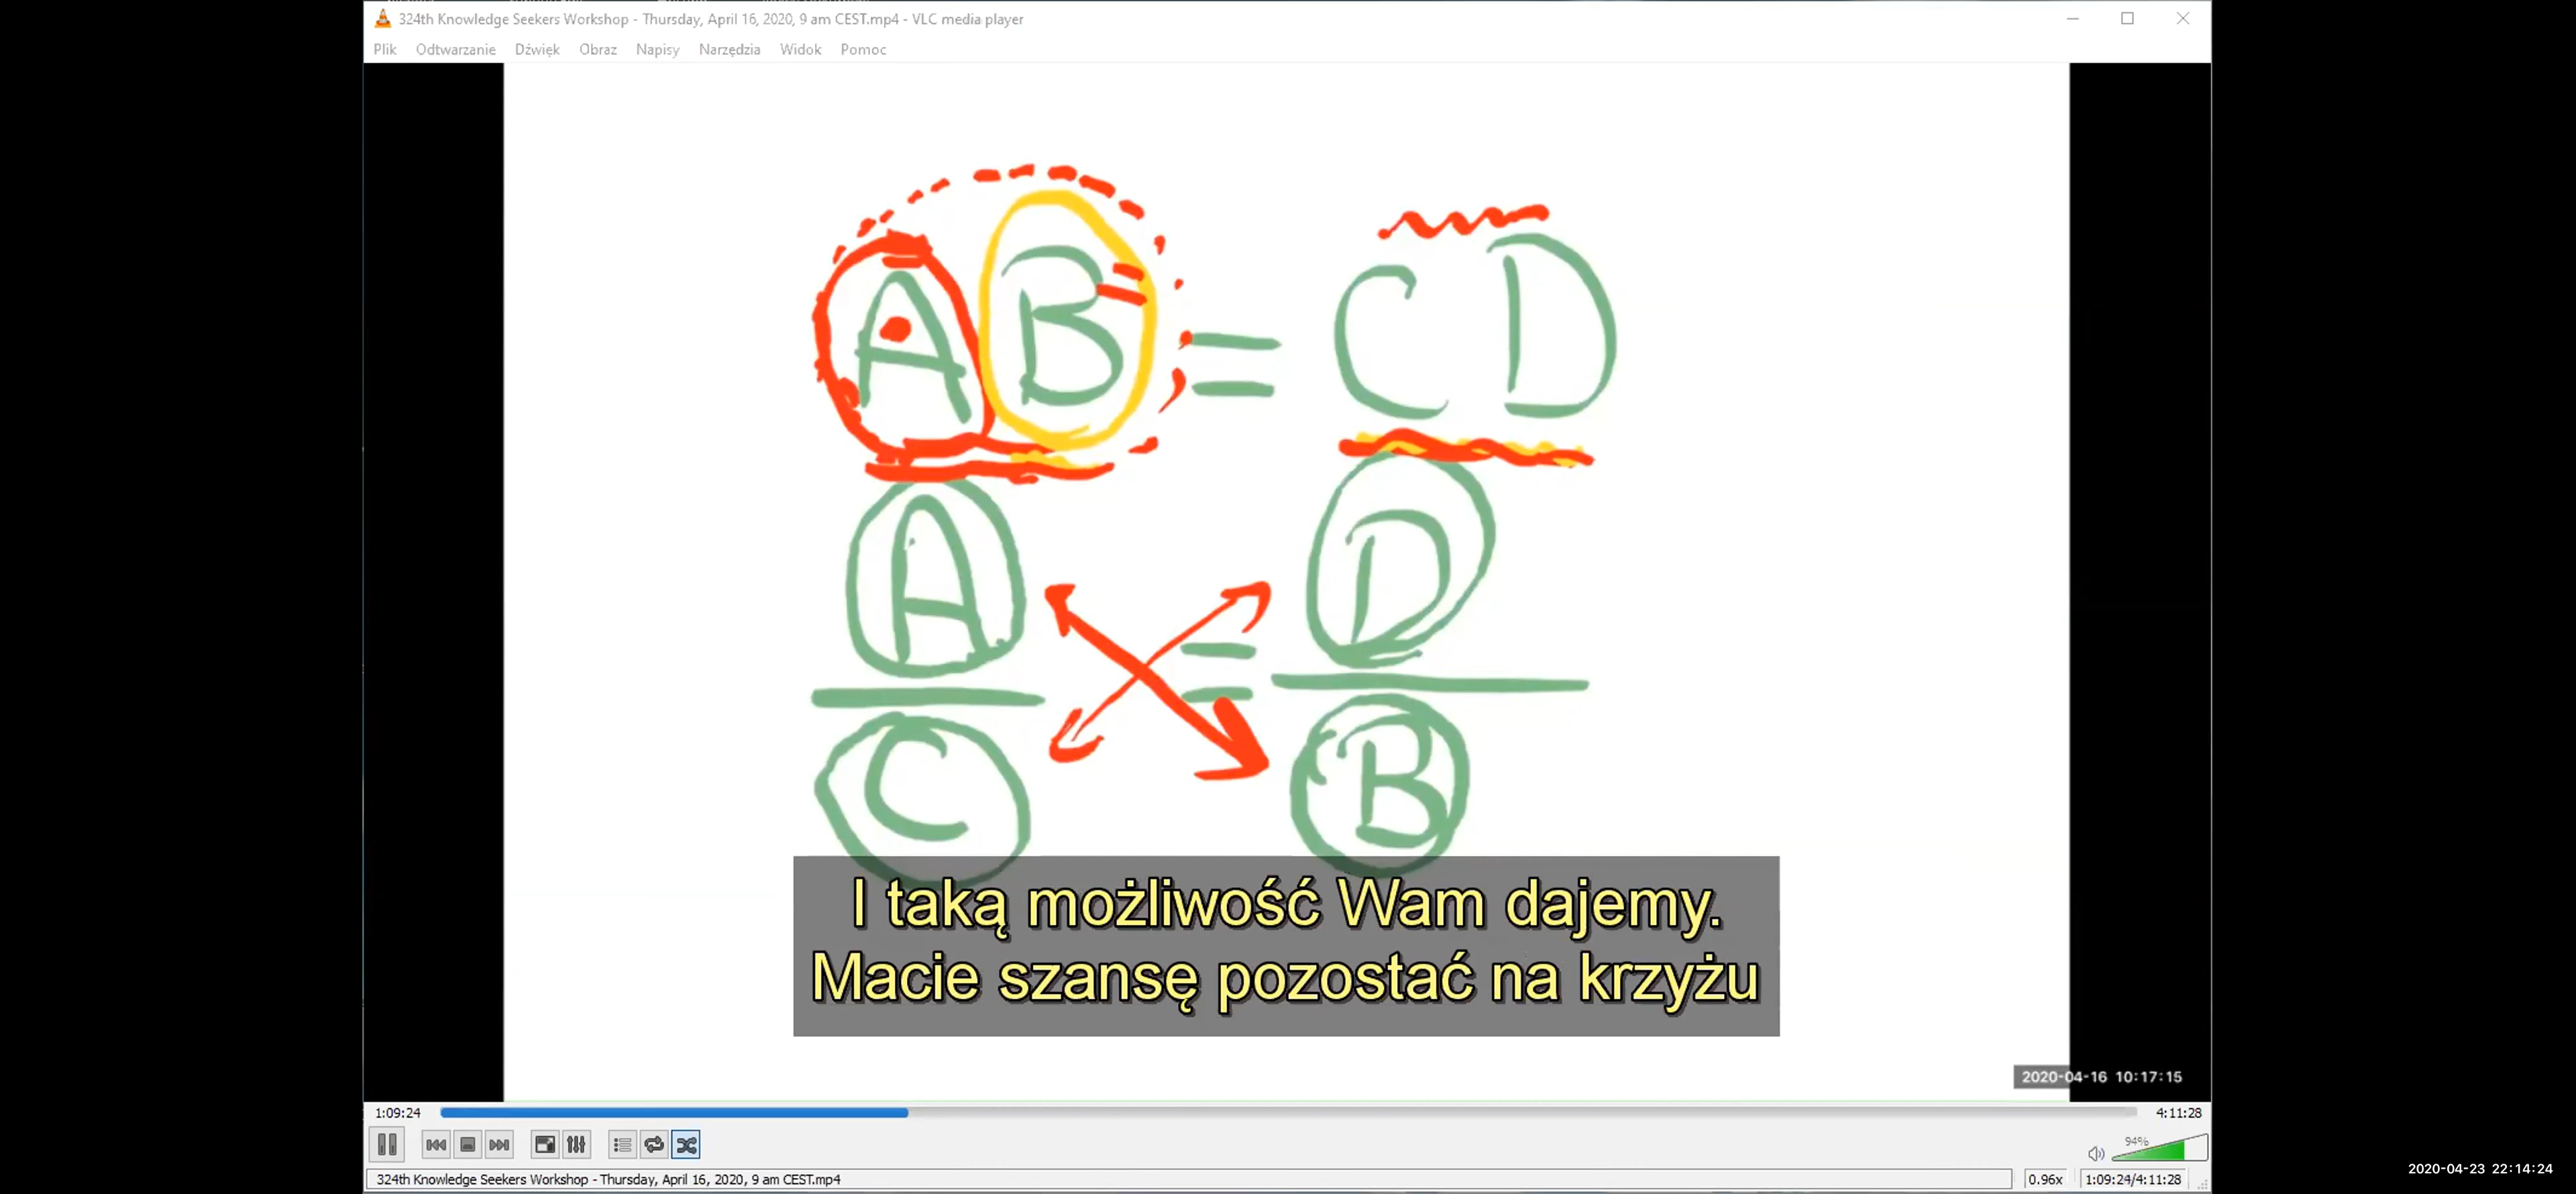 324th Knowledge Seekers Workshop - Thursday, April 16, 2020, 9 am CEST.mp4 - VLC media player
Plik Odtwarzanie Dźwięk Obraz Napisy Narzędzia Widok Pomoc
AB = CD
A = D
C B
I taką możliwość Wam dajemy.
Macie szansę pozostać na krzyżu
2020-04-16 10:17:15
1:09:24 4:11:28
94%
324th Knowledge Seekers Workshop - Thursday, April 16, 2020, 9 am CEST.mp4 0.96x 1:09:24/4:11:28
2020-04-23 22:14:24